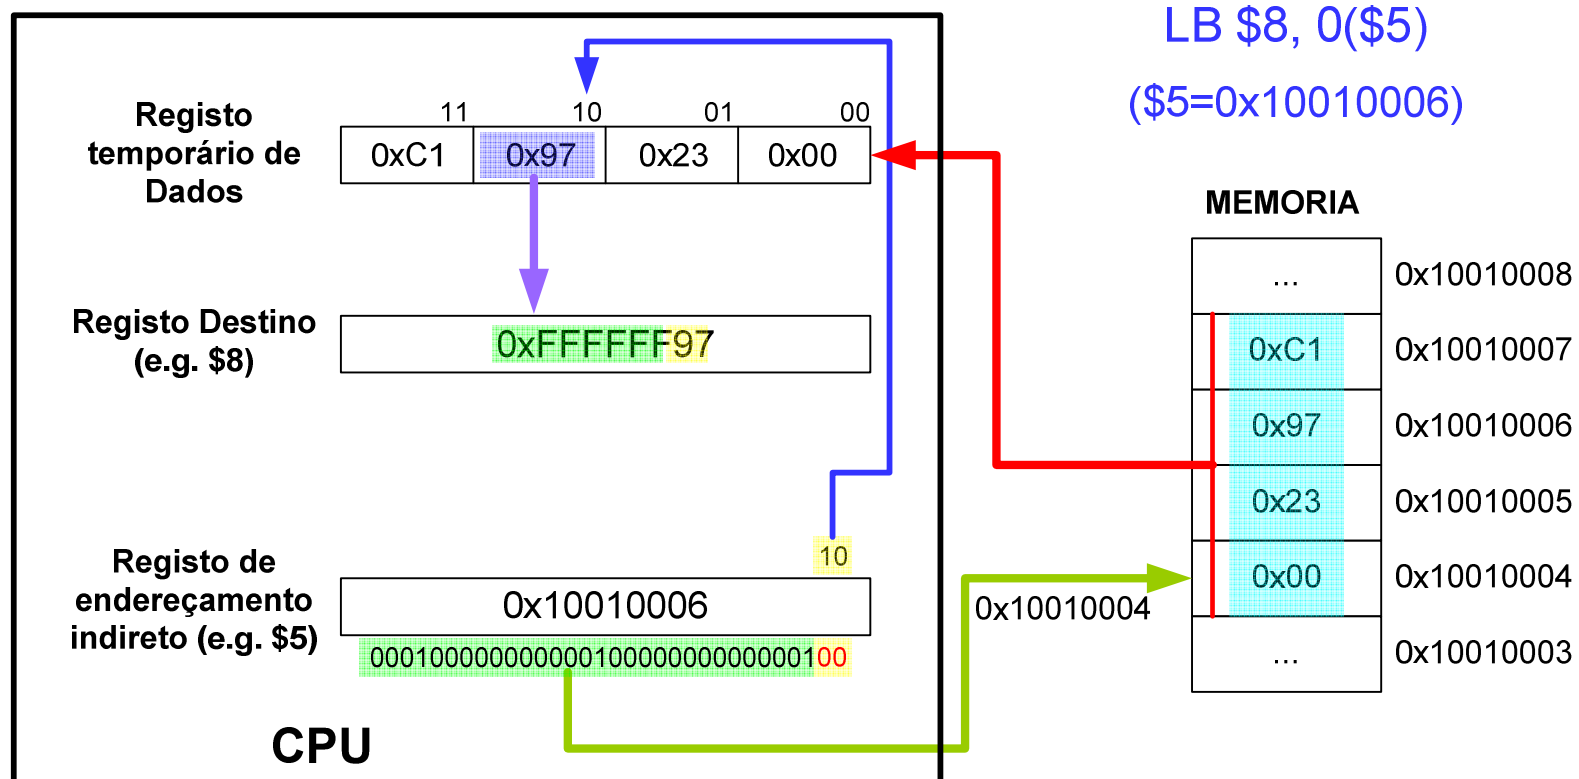 LB $8, 0($5)
($5=0x10010006)
11 10 01 00
Registo
temporário de
Dados
0xC1 0x97 0x23 0x00
Registo Destino
(e.g. $8)
0xFFFFFF97
10
Registo de
endereçamento
indireto (e.g. $5)
0x10010006
00010000000000010000000000000100
CPU
0x10010004
MEMORIA
... 0x10010008
0xC1 0x10010007
0x97 0x10010006
0x23 0x10010005
0x00 0x10010004
... 0x10010003